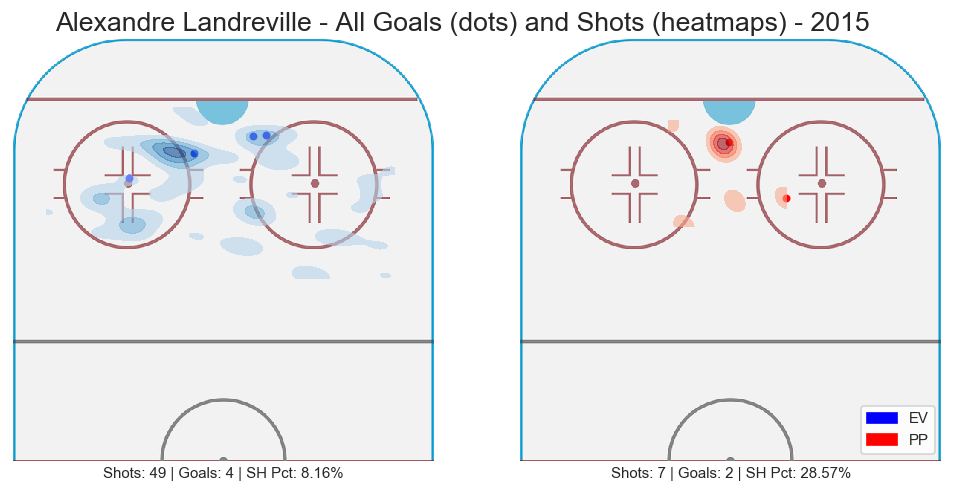 Alexandre Landreville - All Goals (dots) and Shots (heatmaps) - 2015
EV
PP
Shots: 49 | Goals: 4 | SH Pct: 8.16%
Shots: 7 | Goals: 2 | SH Pct: 28.57%